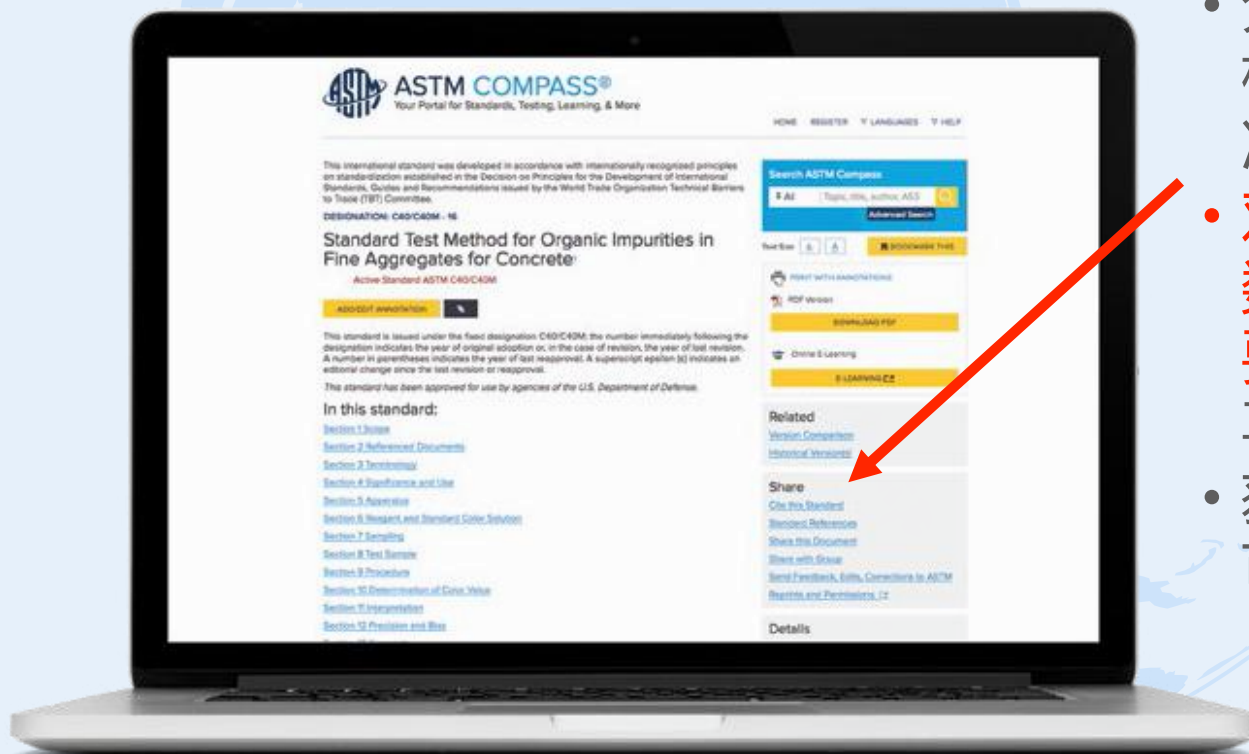 ASTM COMPASS®
Your Portal for Standards, Testing, Learning, & More
HOME REGISTER LANGUAGES HELP
This international standard was developed in accordance with internationally recognized principles
on standardization established in the Decision on Principles for the Development of International
Standards, Guides and Recommendations issued by the World Trade Organization Technical Barriers
to Trade (TBT) Committee.
DESIGNATION: C40/C40M - 16
Standard Test Method for Organic Impurities in
Fine Aggregates for Concrete
Active Standard ASTM C40/C40M
ADD/EDIT ANNOTATION
This standard is issued under the fixed designation C40/C40M; the number immediately following the
designation indicates the year of original adoption or, in the case of revision, the year of last revision.
A number in parentheses indicates the year of last reapproval. A superscript epsilon (ε) indicates an
editorial change since the last revision or reapproval.
This standard has been approved for use by agencies of the U.S. Department of Defense.
In this standard:
Section 1 Scope
Section 2 Referenced Documents
Section 3 Terminology
Section 4 Significance and Use
Section 5 Apparatus
Section 6 Reagent and Standard Color Solution
Section 7 Sampling
Section 8 Test Sample
Section 9 Procedure
Section 10 Determination of Color Value
Section 11 Interpretation
Section 12 Precision and Bias
Search ASTM Compass
All Topic, title, author, A53
Advanced Search
Text Size A A BOOKMARK THIS
PRINT WITH ANNOTATIONS
PDF Version
DOWNLOAD PDF
Online E-Learning
E-LEARNING
Related
Version Comparison
Historical Version(s)
Share
Cite this Standard
Standard References
Share this Document
Share with Group
Send Feedback, Edits, Corrections to ASTM
Reprints and Permissions
Details